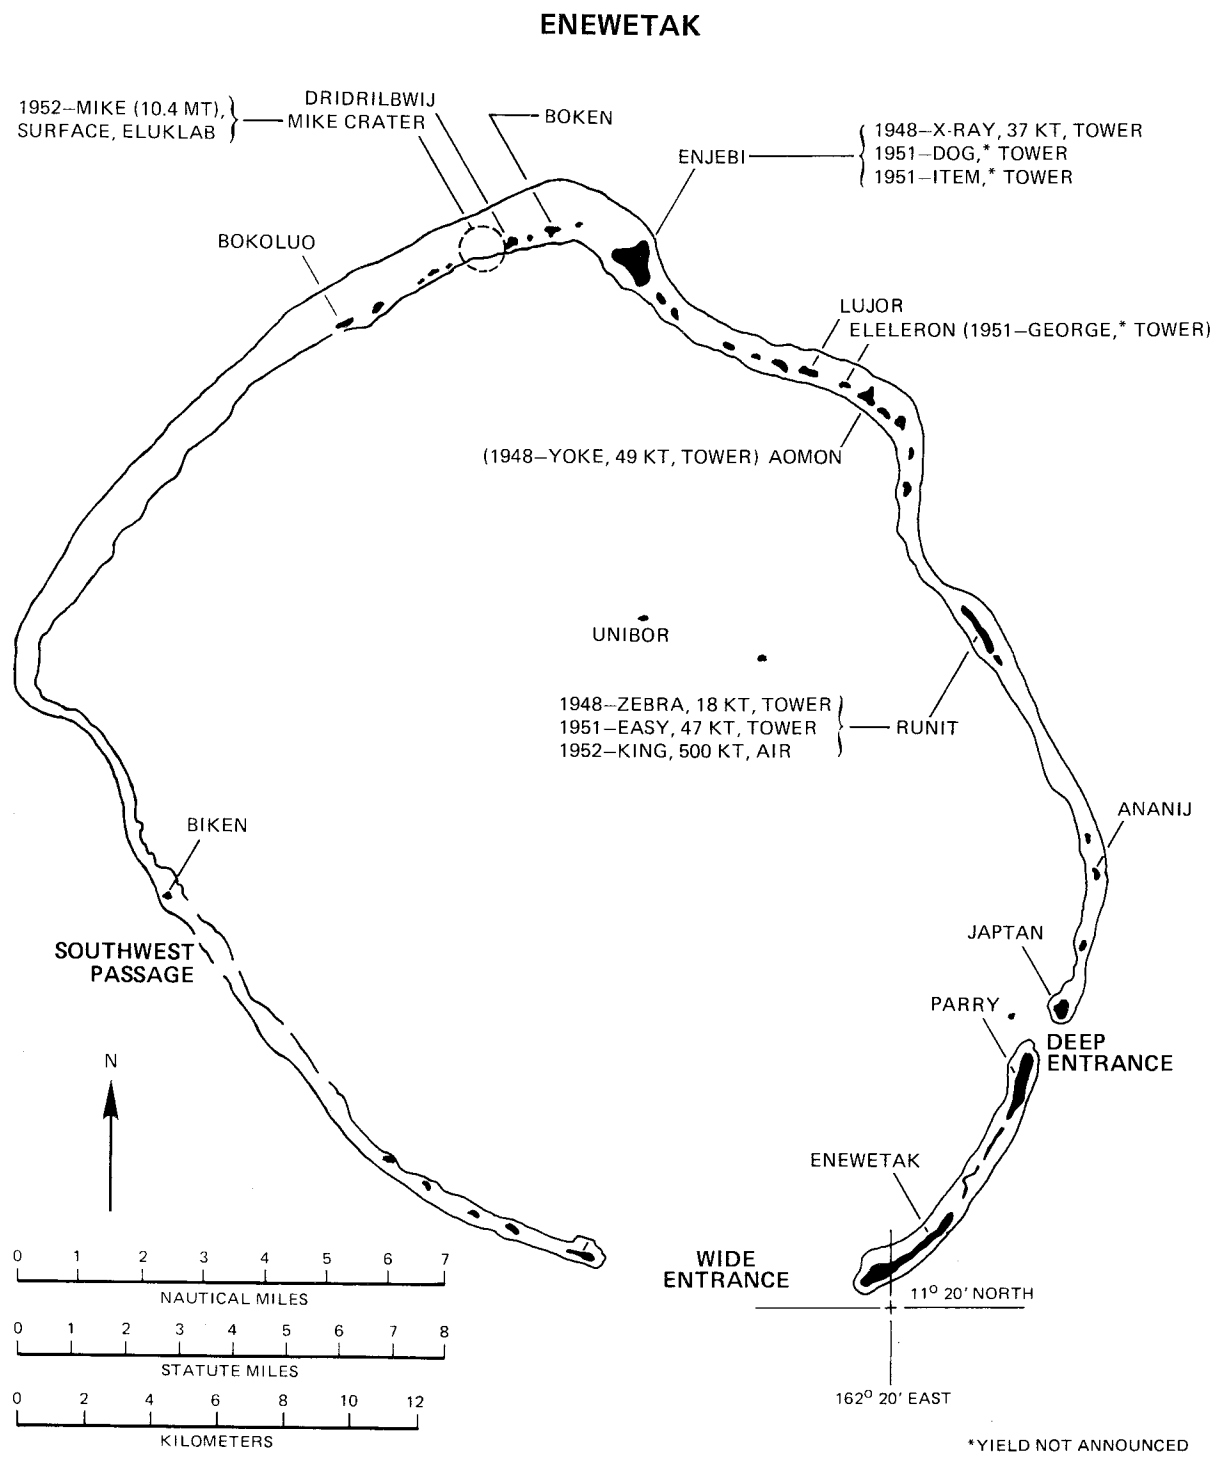 ENEWETAK
1952–MIKE (10.4 MT),
SURFACE, ELUKLAB
DRIDRILBWIJ
MIKE CRATER
BOKEN
ENJEBI
1948–X-RAY, 37 KT, TOWER
1951–DOG,* TOWER
1951–ITEM,* TOWER
BOKOLUO
LUJOR
ELELERON (1951–GEORGE,* TOWER)
(1948–YOKE, 49 KT, TOWER) AOMON
UNIBOR
1948–ZEBRA, 18 KT, TOWER
1951–EASY, 47 KT, TOWER
1952–KING, 500 KT, AIR
RUNIT
ANANIJ
BIKEN
JAPTAN
SOUTHWEST
PASSAGE
PARRY
DEEP
ENTRANCE
N
ENEWETAK
WIDE
ENTRANCE
0 1 2 3 4 5 6 7
NAUTICAL MILES
11° 20' NORTH
0 1 2 3 4 5 6 7 8
STATUTE MILES
162° 20' EAST
0 2 4 6 8 10 12
KILOMETERS
*YIELD NOT ANNOUNCED